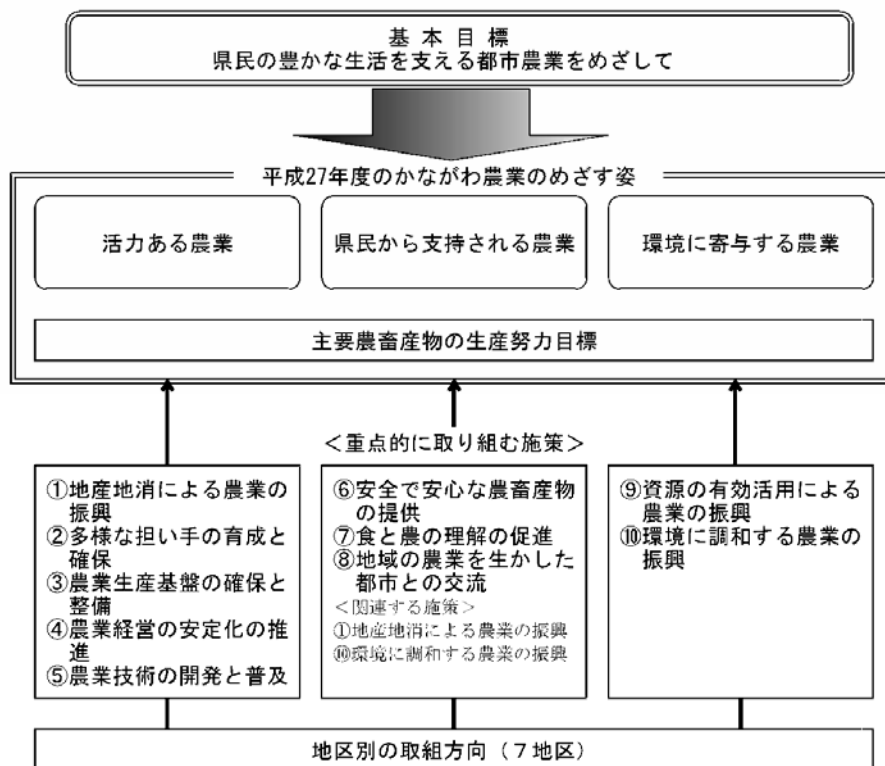 基 本 目 標
県民の豊かな生活を支える都市農業をめざして
平成27年度のかながわ農業のめざす姿
活力ある農業
県民から支持される農業
環境に寄与する農業
主要農畜産物の生産努力目標
＜重点的に取り組む施策＞
①地産地消による農業の
振興
②多様な担い手の育成と
確保
③農業生産基盤の確保と
整備
④農業経営の安定化の推
進
⑤農業技術の開発と普及
⑥安全で安心な農畜産物
の提供
⑦食と農の理解の促進
⑧地域の農業を生かした
都市との交流
＜関連する施策＞
①地産地消による農業の振興
⑩環境に調和する農業の振興
⑨資源の有効活用による
農業の振興
⑩環境に調和する農業の
振興
地区別の取組方向（７地区）